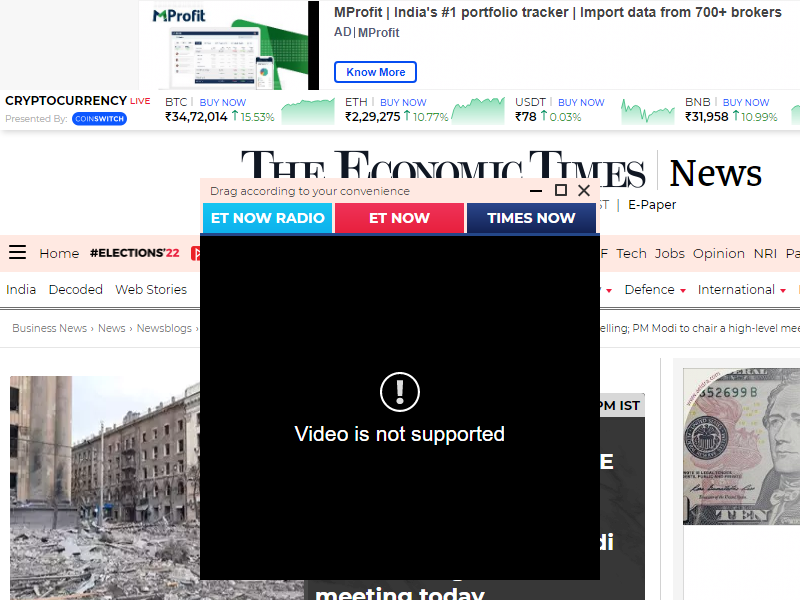 MProfit
MProfit | India's #1 portfolio tracker | Import data from 700+ brokers
AD | MProfit
Know More
CRYPTOCURRENCY LIVE
Presented By: COINSWITCH
BTC | BUY NOW
₹34,72,014 ↑ 15.53%
ETH | BUY NOW
₹2,29,275 ↑ 10.77%
USDT | BUY NOW
₹78 ↑ 0.03%
BNB | BUY NOW
₹31,958 ↑ 10.99%
THE ECONOMIC TIMES | News
| E-Paper
Drag according to your convenience
ET NOW RADIO ET NOW TIMES NOW
Home #ELECTIONS'22 F Tech Jobs Opinion NRI Pa
India Decoded Web Stories Defence International
Business News › News › Newsblogs › elling; PM Modi to chair a high-level mee
PM IST
Video is not supported
E
di
meeting today
52699B
TEN